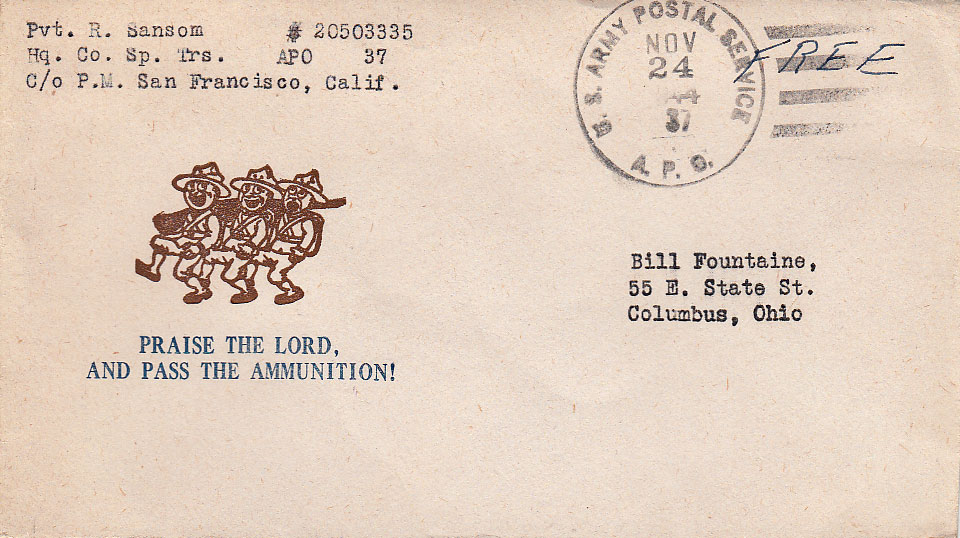 Pvt. R. Sansom # 20503335
Hq. Co. Sp. Trs. APO 37
C/o P.M. San Francisco, Calif.
U. S. ARMY POSTAL SERVICE
NOV
24
37
A. P. O.
FREE
PRAISE THE LORD,
AND PASS THE AMMUNITION!
Bill Fountaine,
55 E. State St.
Columbus, Ohio